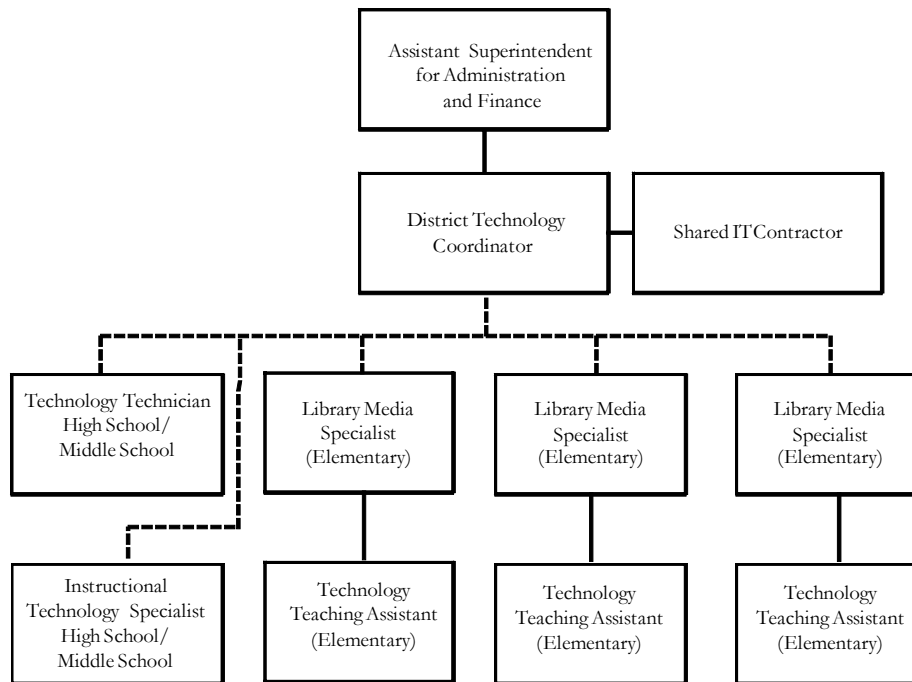 Assistant Superintendent
for Administration
and Finance
District Technology
Coordinator
Shared IT Contractor
Technology Technician
High School/
Middle School
Library Media
Specialist
(Elementary)
Library Media
Specialist
(Elementary)
Library Media
Specialist
(Elementary)
Instructional
Technology Specialist
High School/
Middle School
Technology
Teaching Assistant
(Elementary)
Technology
Teaching Assistant
(Elementary)
Technology
Teaching Assistant
(Elementary)